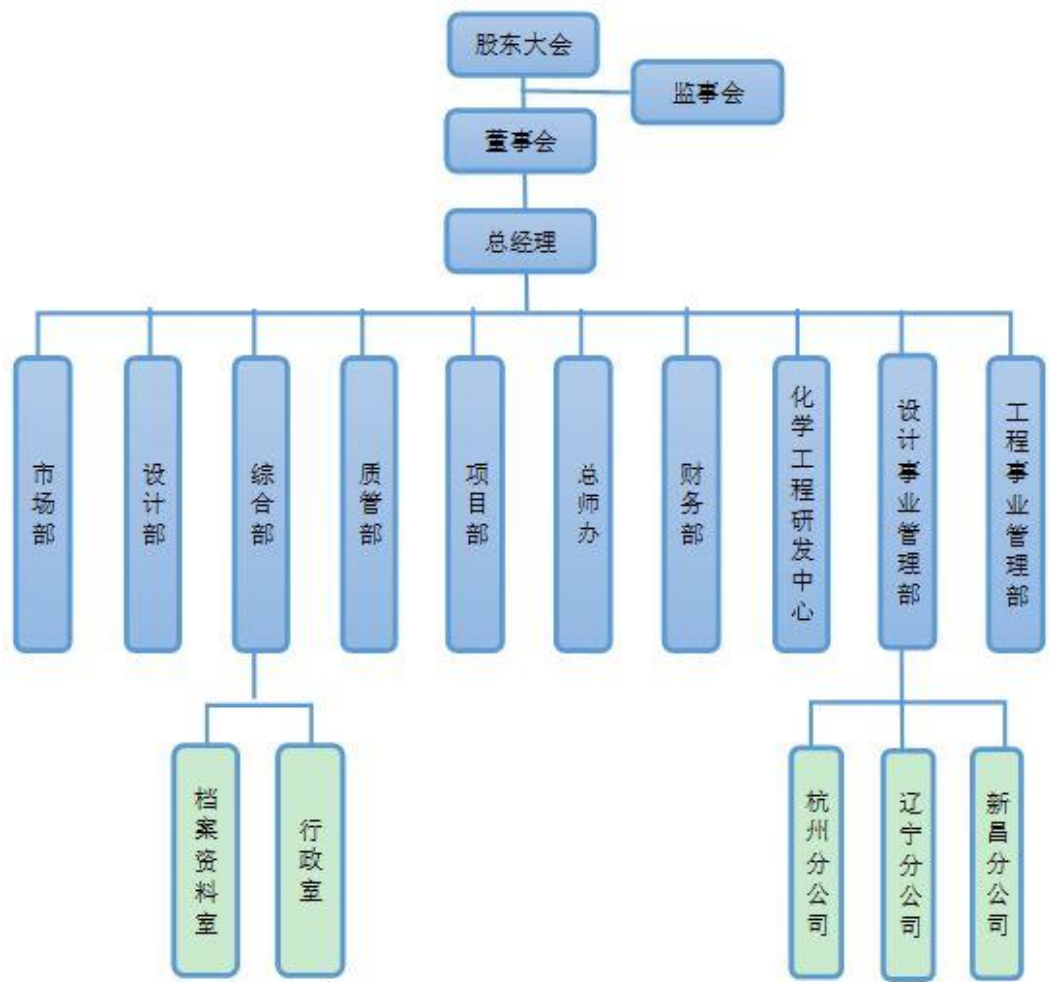 股东大会
监事会
董事会
总经理
市场部
设计部
综合部
质管部
项目部
总师办
财务部
化学工程研发中心
设计事业管理部
工程事业管理部
档案资料室
行政室
杭州分公司
辽宁分公司
新昌分公司